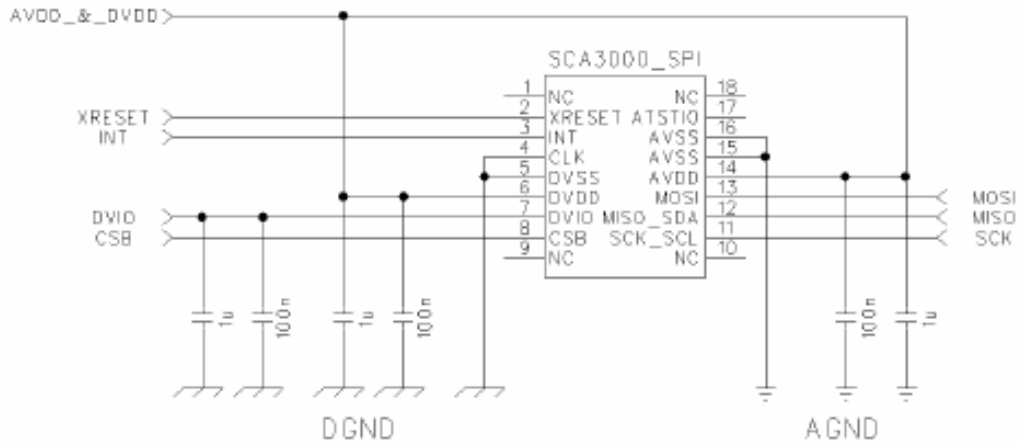 AVDD_&_DVDD
SCA3000_SPI
1 NC NC 18
XRESET 2 XRESET ATSTIO 17
INT 3 INT AVSS 16
4 CLK AVSS 15
5 DVSS AVDD 14
6 DVDD MOSI 13 MOSI
DVIO 7 DVIO MISO_SDA 12 MISO
CSB 8 CSB SCK_SCL 11 SCK
9 NC NC 10
1u 100n 1u 100n 100n 1u
DGND AGND